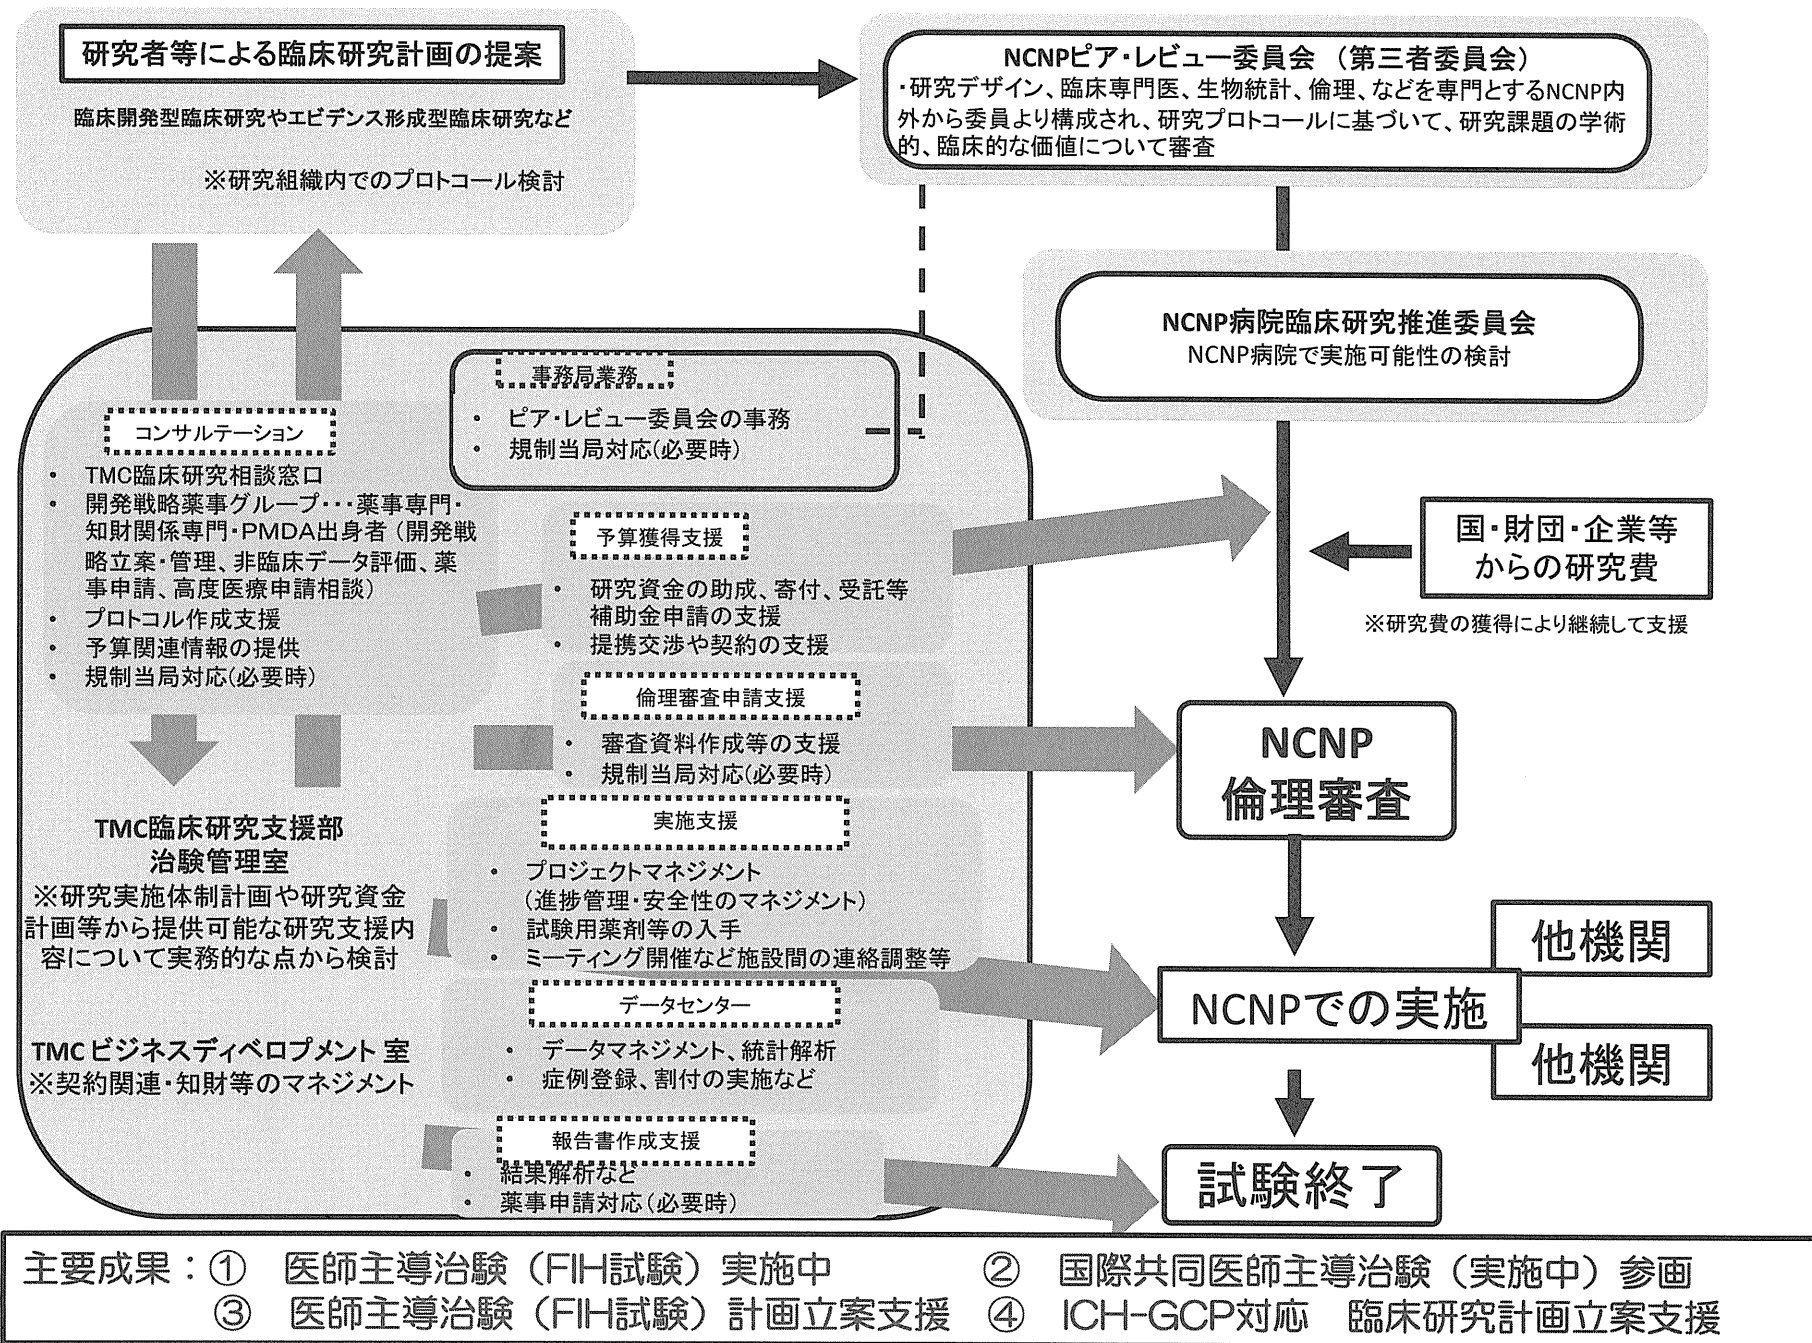 研究者等による臨床研究計画の提案
臨床開発型臨床研究やエビデンス形成型臨床研究など
※研究組織内でのプロトコール検討
NCNPピア・レビュー委員会 (第三者委員会)
・研究デザイン、臨床専門医、生物統計、倫理、などを専門とするNCNP内
外から委員より構成され、研究プロトコールに基づいて、研究課題の学術
的、臨床的な価値について審査
NCNP病院臨床研究推進委員会
NCNP病院で実施可能性の検討
事務局業務
• ピア・レビュー委員会の事務
• 規制当局対応(必要時)
コンサルテーション
• TMC臨床研究相談窓口
• 開発戦略薬事グループ・・・薬事専門・
知財関係専門・PMDA出身者(開発戦
略立案・管理、非臨床データ評価、薬
事申請、高度医療申請相談)
• プロトコル作成支援
• 予算関連情報の提供
• 規制当局対応(必要時)
予算獲得支援
• 研究資金の助成、寄付、受託等
補助金申請の支援
• 提携交渉や契約の支援
国・財団・企業等
からの研究費
※研究費の獲得により継続して支援
倫理審査申請支援
• 審査資料作成等の支援
• 規制当局対応(必要時)
NCNP
倫理審査
TMC臨床研究支援部
治験管理室
※研究実施体制計画や研究資金
計画等から提供可能な研究支援内
容について実務的な点から検討
実施支援
• プロジェクトマネジメント
(進捗管理・安全性のマネジメント)
• 試験用薬剤等の入手
• ミーティング開催など施設間の連絡調整等
他機関
NCNPでの実施
他機関
データセンター
• データマネジメント、統計解析
• 症例登録、割付の実施など
TMC ビジネスディベロプメント 室
※契約関連・知財等のマネジメント
報告書作成支援
• 結果解析など
• 薬事申請対応(必要時)
試験終了
主要成果:① 医師主導治験(FIH試験)実施中 ② 国際共同医師主導治験(実施中)参画
③ 医師主導治験(FIH試験)計画立案支援 ④ ICH-GCP対応 臨床研究計画立案支援